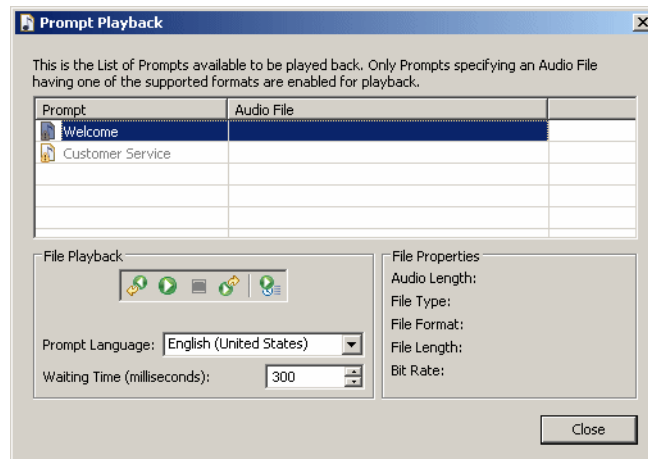 Prompt Playback
This is the List of Prompts available to be played back. Only Prompts specifying an Audio File
having one of the supported formats are enabled for playback.
Prompt Audio File
Welcome
Customer Service
File Playback
Prompt Language: English (United States)
Waiting Time (milliseconds): 300
File Properties
Audio Length:
File Type:
File Format:
File Length:
Bit Rate:
Close